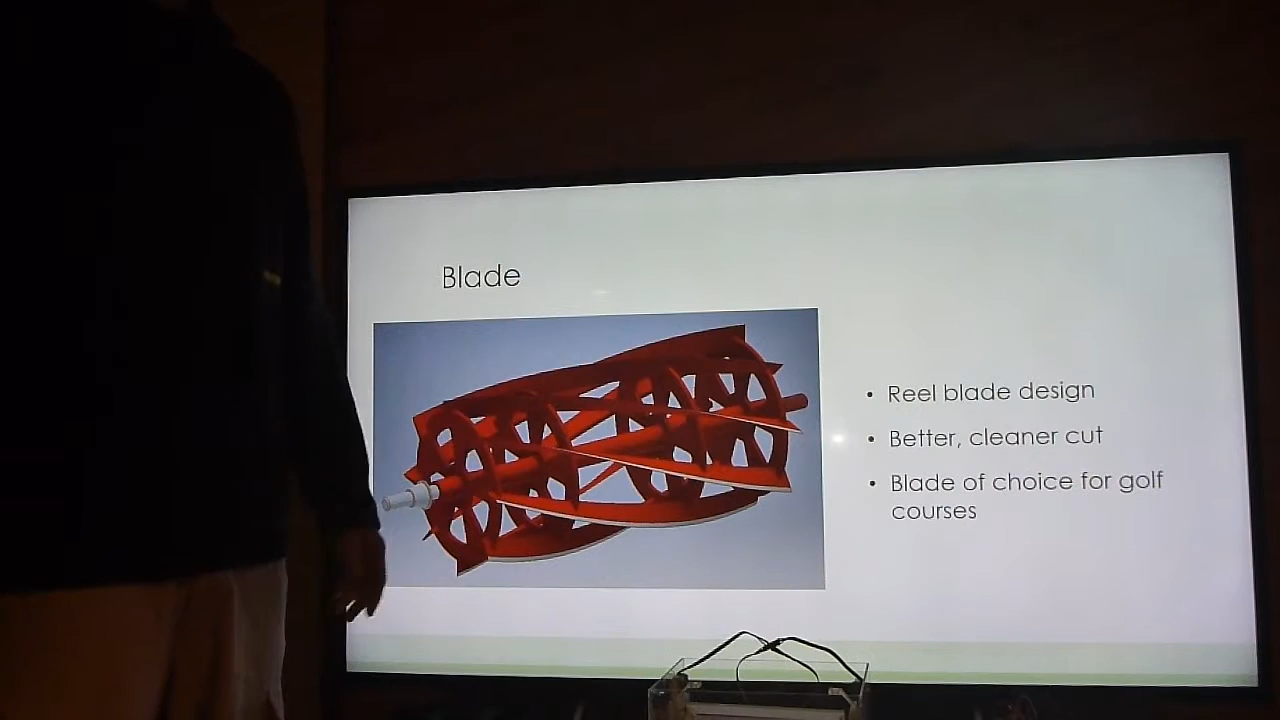 Blade
• Reel blade design
• Better, cleaner cut
• Blade of choice for golf
courses